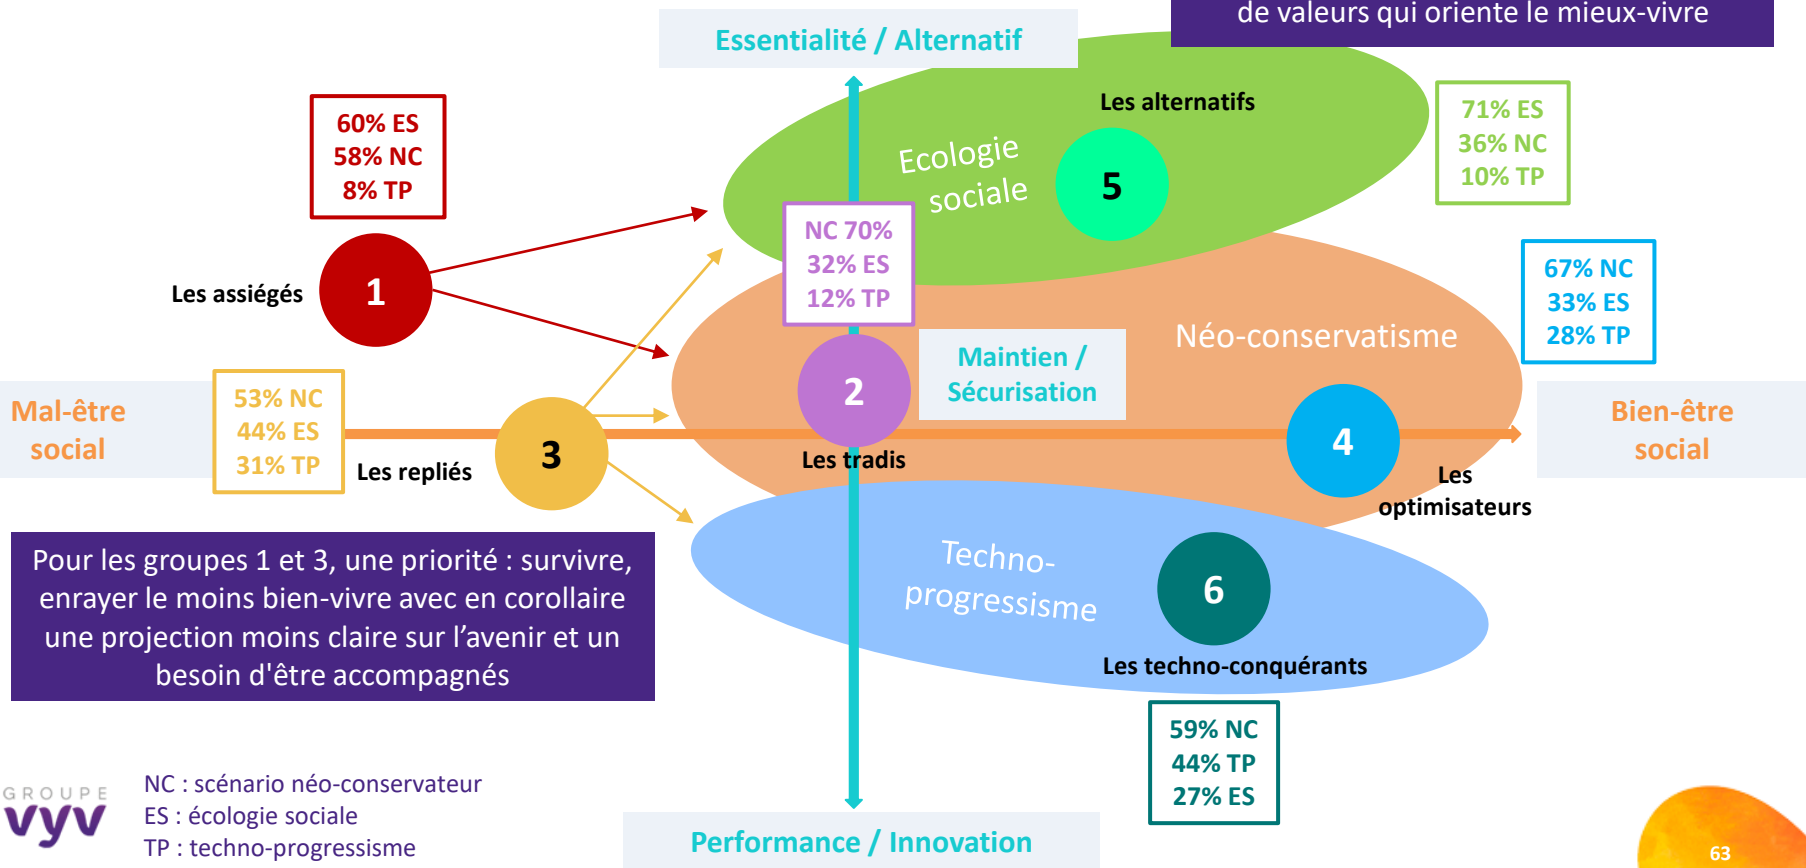 de valeurs qui oriente le mieux-vivre
Essentialité / Alternatif
60% ES
58% NC
8% TP
Les alternatifs
71% ES
36% NC
10% TP
Ecologie
sociale
5
NC 70%
32% ES
12% TP
Les assiégés
1
67% NC
33% ES
28% TP
Néo-conservatisme
Maintien /
Sécurisation
2
Les tradis
Mal-être
social
53% NC
44% ES
31% TP
Les repliés
3
4
Les
optimisateurs
Bien-être
social
Pour les groupes 1 et 3, une priorité : survivre,
enrayer le moins bien-vivre avec en corollaire
une projection moins claire sur l’avenir et un
besoin d'être accompagnés
Techno-
progressisme
6
Les techno-conquérants
59% NC
44% TP
27% ES
GROUPE
vyv
NC : scénario néo-conservateur
ES : écologie sociale
TP : techno-progressisme
Performance / Innovation
63